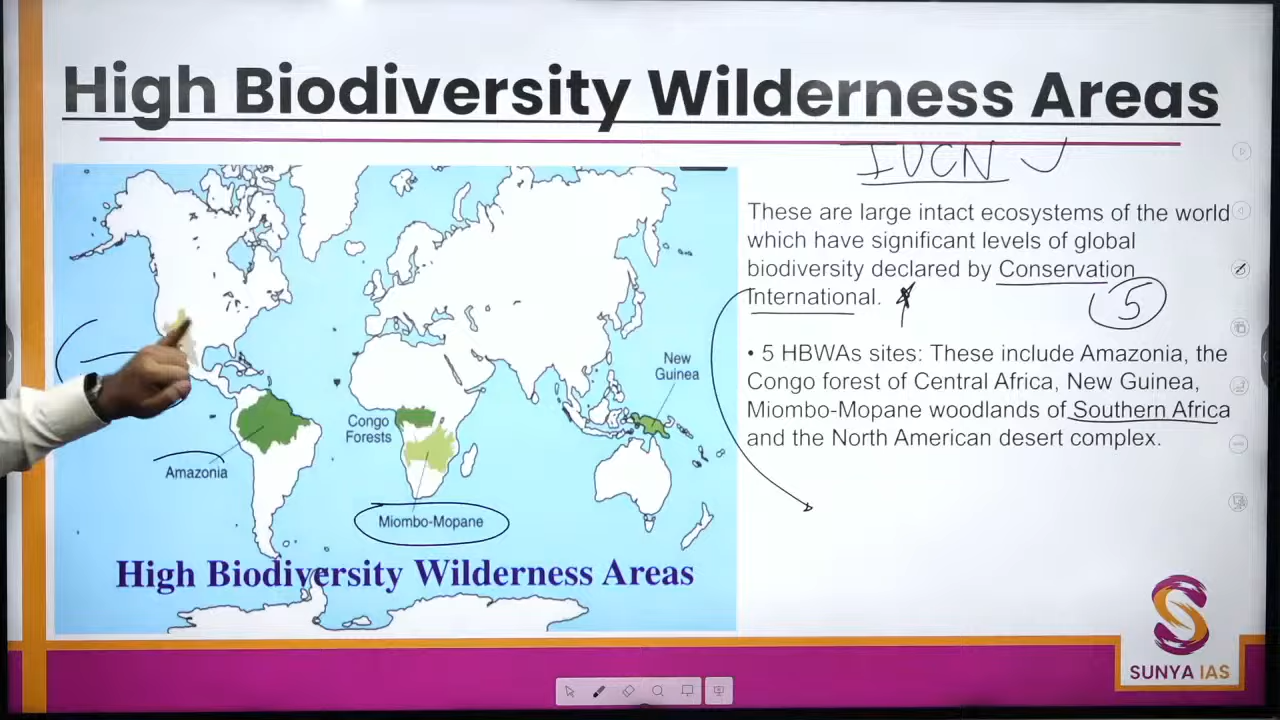 High Biodiversity Wilderness Areas
IUCN
These are large intact ecosystems of the world
which have significant levels of global
biodiversity declared by Conservation
International.
5
• 5 HBWAs sites: These include Amazonia, the
Congo forest of Central Africa, New Guinea,
Miombo-Mopane woodlands of Southern Africa
and the North American desert complex.
New
Guinea
Congo
Forests
Amazonia
Miombo-Mopane
High Biodiversity Wilderness Areas
SUNYA IAS